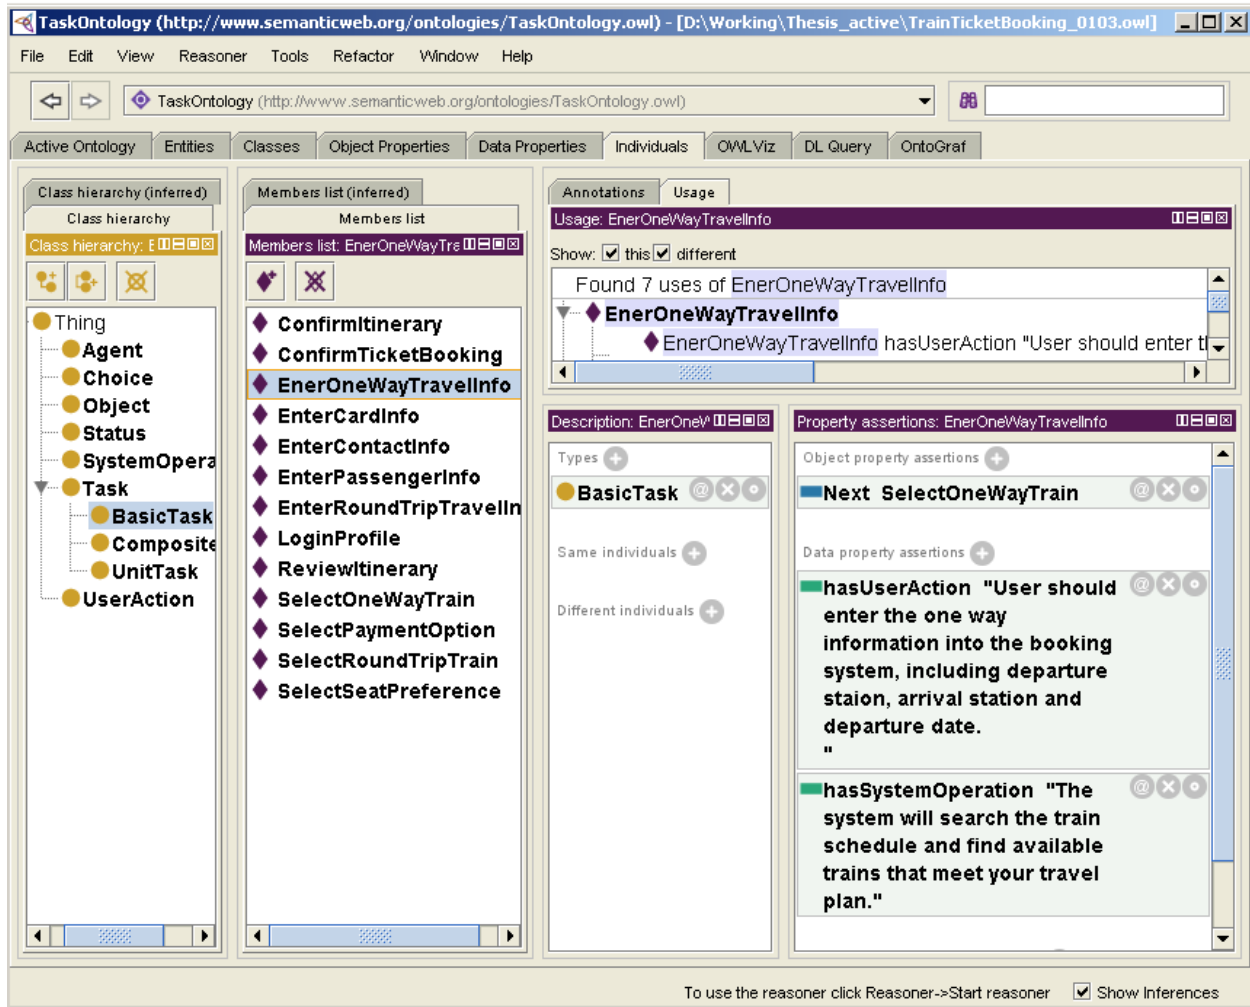 TaskOntology (http://www.semanticweb.org/ontologies/TaskOntology.owl) - [D:\Working\Thesis_active\TrainTicketBooking_0103.owl]
File Edit View Reasoner Tools Refactor Window Help
TaskOntology (http://www.semanticweb.org/ontologies/TaskOntology.owl)
Active Ontology Entities Classes Object Properties Data Properties Individuals OWLViz DL Query OntoGraf
Class hierarchy (inferred)
Class hierarchy
Class hierarchy: E
Thing
Agent
Choice
Object
Status
SystemOpera
Task
BasicTask
Composite
UnitTask
UserAction
Members list (inferred)
Members list
Members list: EnerOneWayTra
ConfirmItinerary
ConfirmTicketBooking
EnerOneWayTravelInfo
EnterCardInfo
EnterContactInfo
EnterPassengerInfo
EnterRoundTripTravelIn
LoginProfile
ReviewItinerary
SelectOneWayTrain
SelectPaymentOption
SelectRoundTripTrain
SelectSeatPreference
Annotations Usage
Usage: EnerOneWayTravelInfo
Show: this different
Found 7 uses of EnerOneWayTravelInfo
EnerOneWayTravelInfo
EnerOneWayTravelInfo hasUserAction "User should enter th
Description: EnerOneW
Types
BasicTask
Same individuals
Different individuals
Property assertions: EnerOneWayTravelInfo
Object property assertions
Next SelectOneWayTrain
Data property assertions
hasUserAction "User should
enter the one way
information into the booking
system, including departure
staion, arrival station and
departure date.
"
hasSystemOperation "The
system will search the train
schedule and find available
trains that meet your travel
plan."
To use the reasoner click Reasoner->Start reasoner Show Inferences